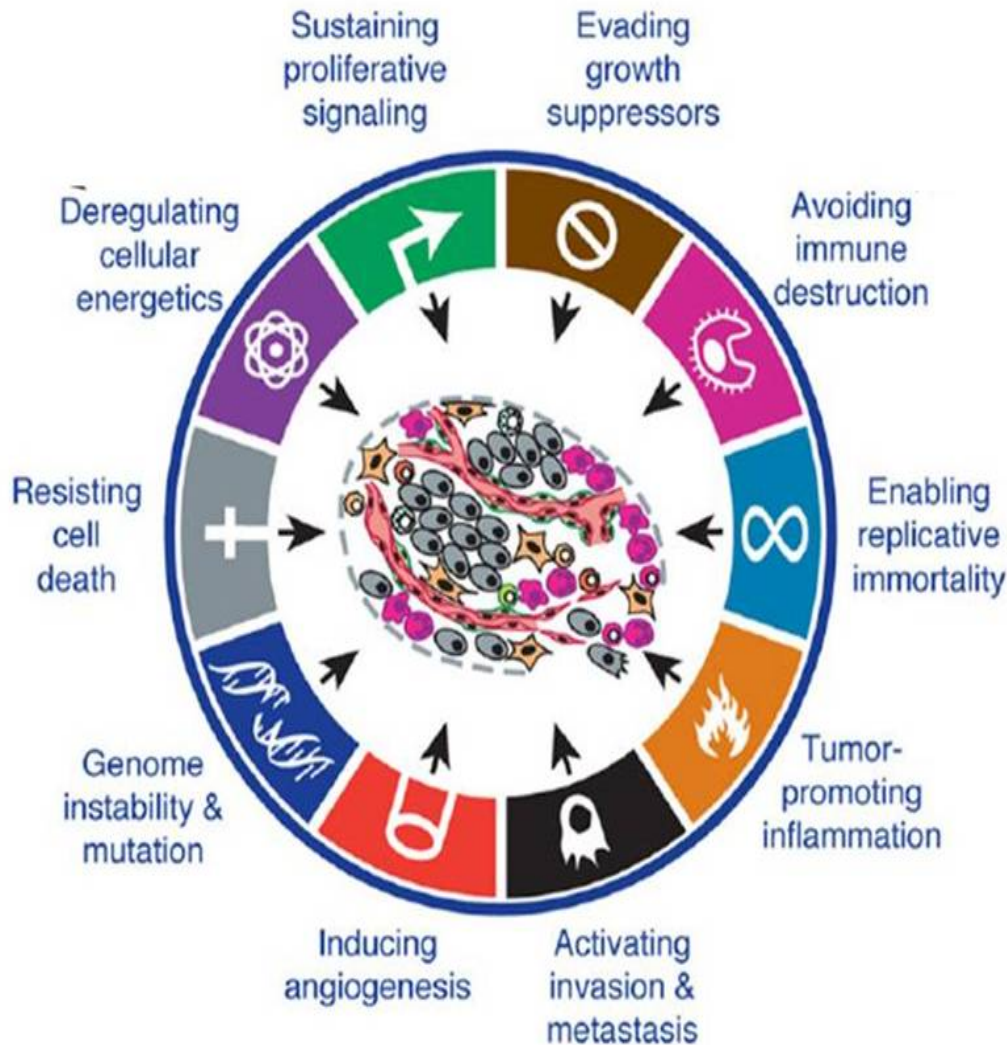 Sustaining
proliferative
signaling
Evading
growth
suppressors
Avoiding
immune
destruction
Enabling
replicative
immortality
Tumor-
promoting
inflammation
Activating
invasion &
metastasis
Inducing
angiogenesis
Genome
instability &
mutation
Resisting
cell
death
Deregulating
cellular
energetics